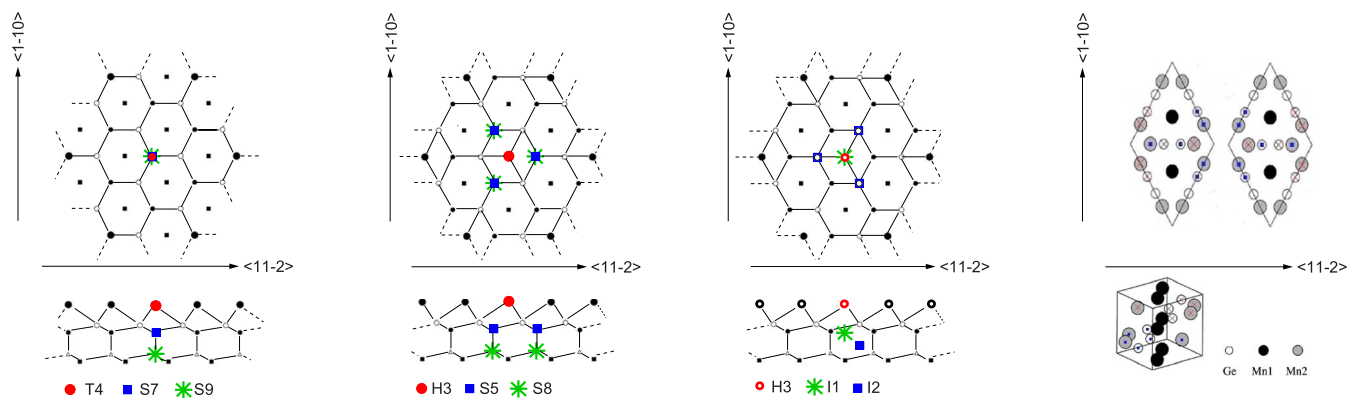 <1-10>
<11-2>
T4 S7 S9
<1-10>
<11-2>
H3 S5 S8
<1-10>
<11-2>
H3 I1 I2
<1-10>
<11-2>
Ge Mn1 Mn2